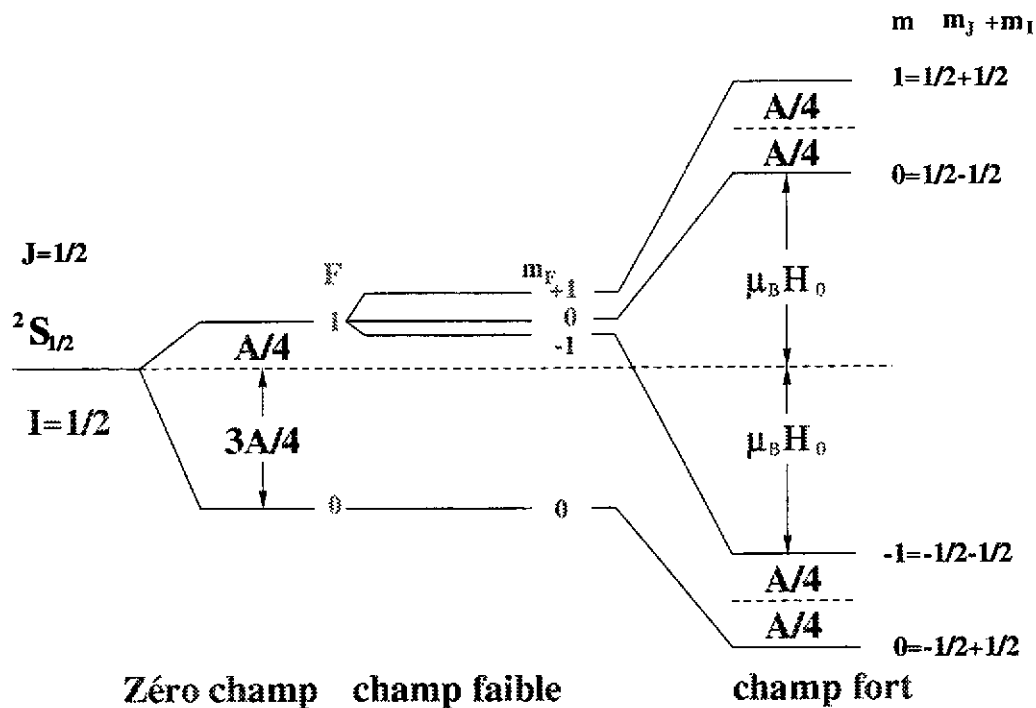 m m_J +m_I
1=1/2+1/2
A/4
A/4
0=1/2-1/2
J=1/2
F
m_F
+1
μ_B H_0
1
0
²S_1/2
A/4
-1
I=1/2
3A/4
μ_B H_0
0
0
-1=-1/2-1/2
A/4
A/4
0=-1/2+1/2
Zéro champ champ faible champ fort